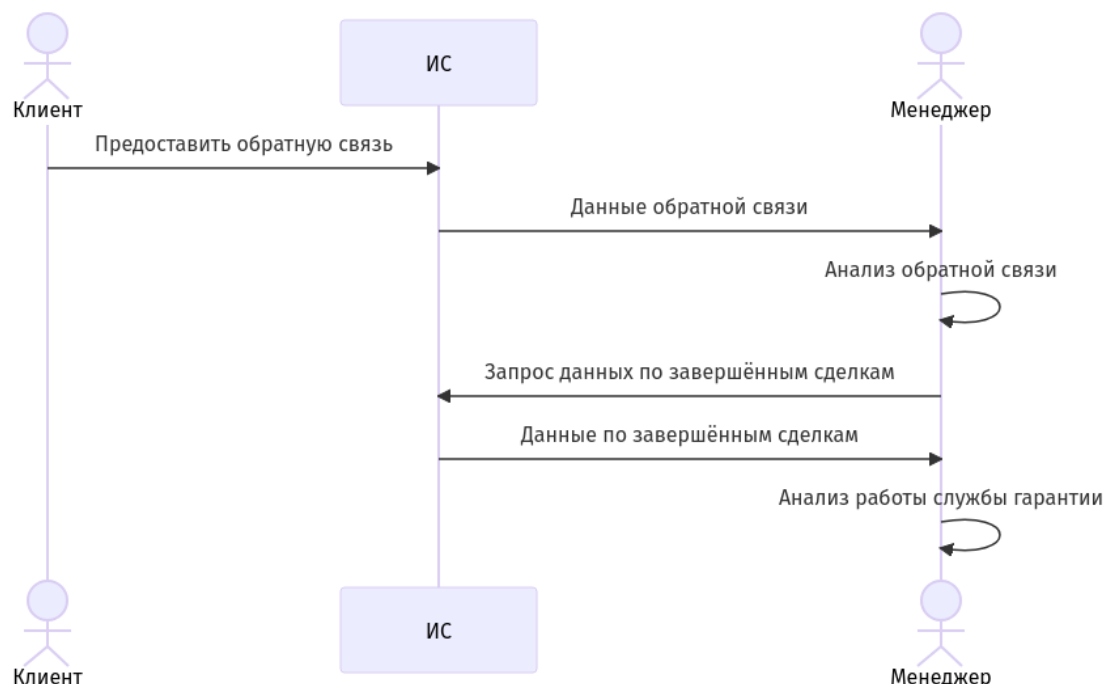 ИС
Клиент
Менеджер
Предоставить обратную связь
Данные обратной связи
Анализ обратной связи
Запрос данных по завершённым сделкам
Данные по завершённым сделкам
Анализ работы службы гарантии
ИС
Клиент
Менеджер